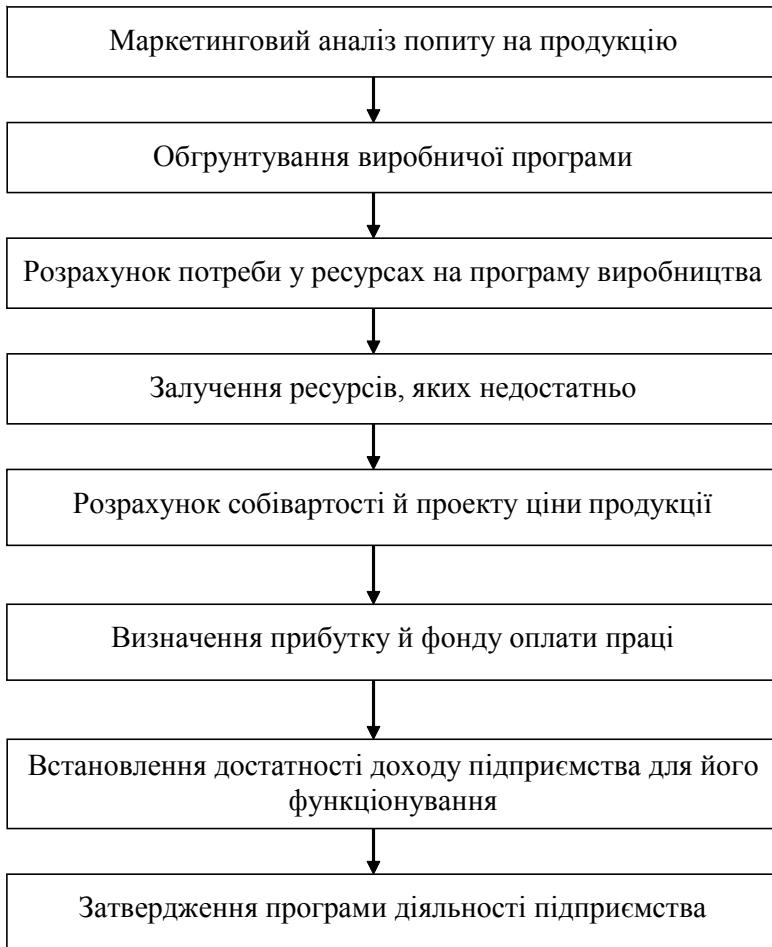 Маркетинговий аналіз попиту на продукцію
Обгрунтування виробничої програми
Розрахунок потреби у ресурсах на програму виробництва
Залучення ресурсів, яких недостатньо
Розрахунок собівартості й проекту ціни продукції
Визначення прибутку й фонду оплати праці
Встановлення достатності доходу підприємства для його
функціонування
Затвердження програми діяльності підприємства